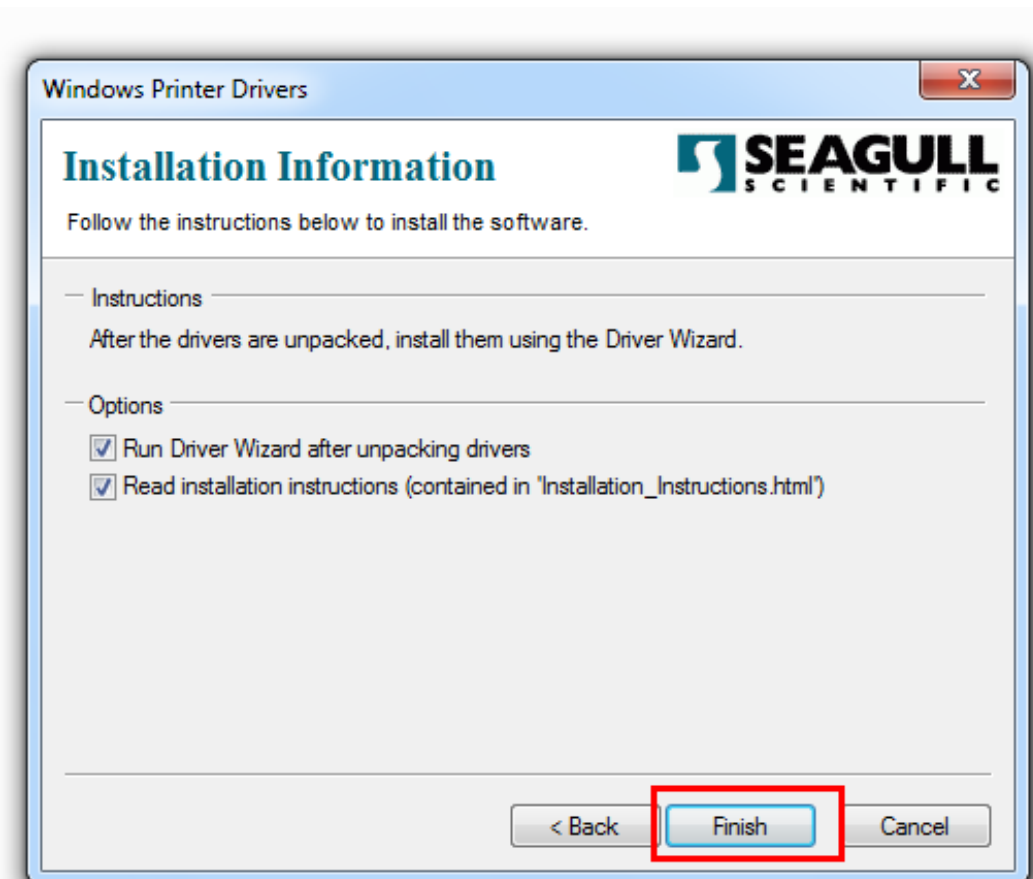 Windows Printer Drivers
Installation Information
SEAGULL
SCIENTIFIC
Follow the instructions below to install the software.
Instructions
After the drivers are unpacked, install them using the Driver Wizard.
Options
Run Driver Wizard after unpacking drivers
Read installation instructions (contained in "Installation_Instructions.html")
< Back Finish Cancel